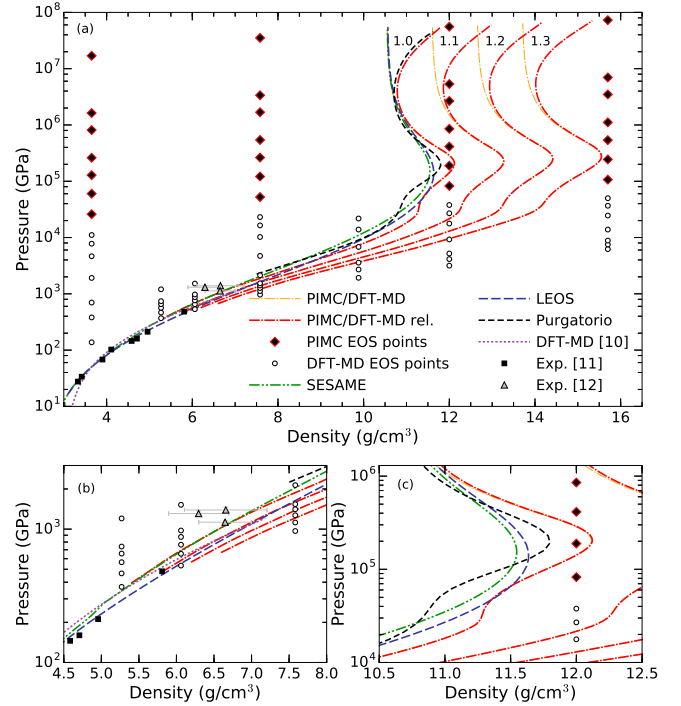 (a)
1.0 1.1 1.2 1.3
10⁸
10⁷
10⁶
10⁵
10⁴
10³
10²
10¹
Pressure (GPa)
PIMC/DFT-MD
PIMC/DFT-MD rel.
PIMC EOS points
DFT-MD EOS points
SESAME
LEOS
Purgatorio
DFT-MD [10]
Exp. [11]
Exp. [12]
4 6 8 10 12 14 16
Density (g/cm³)
(b)
10³
10²
Pressure (GPa)
4.5 5.0 5.5 6.0 6.5 7.0 7.5 8.0
Density (g/cm³)
(c)
10⁶
10⁵
10⁴
Pressure (GPa)
10.5 11.0 11.5 12.0 12.5
Density (g/cm³)